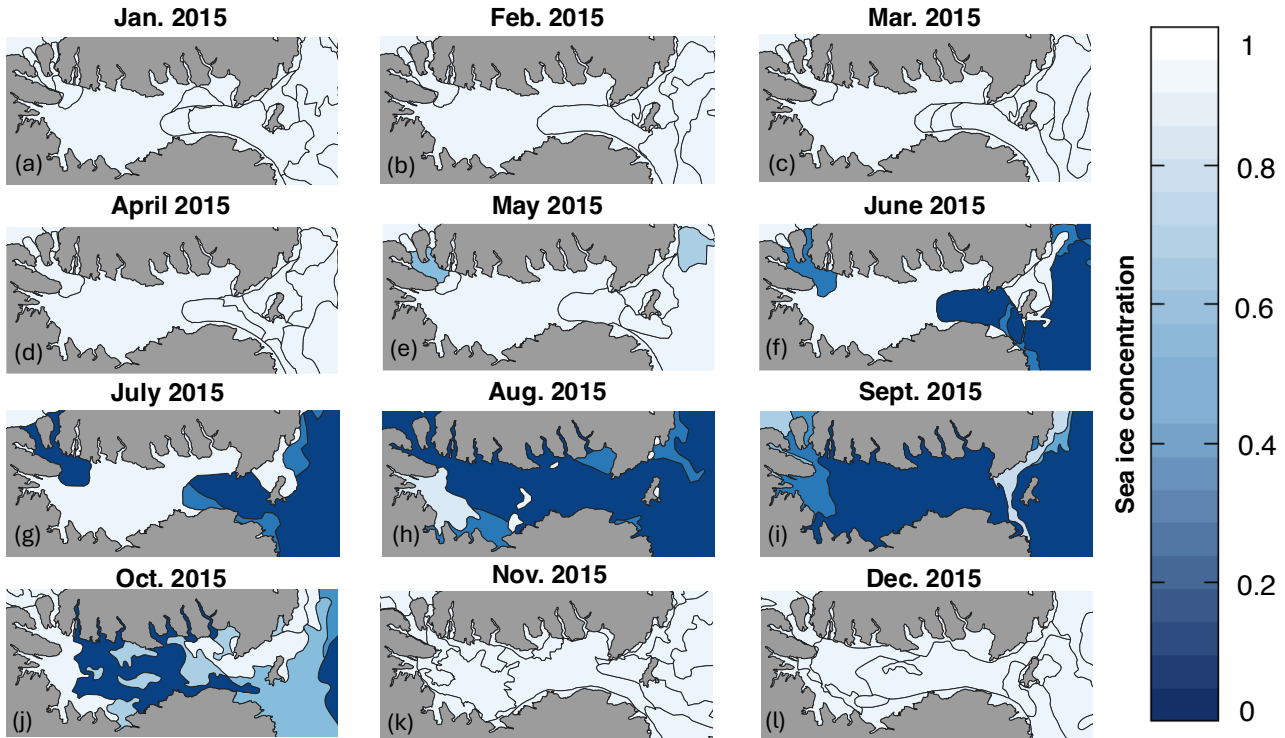 Jan. 2015
Feb. 2015
Mar. 2015
(a)
(b)
(c)
April 2015
May 2015
June 2015
(d)
(e)
(f)
July 2015
Aug. 2015
Sept. 2015
(g)
(h)
(i)
Oct. 2015
Nov. 2015
Dec. 2015
(j)
(k)
(l)
Sea ice concentration
1
0.8
0.6
0.4
0.2
0